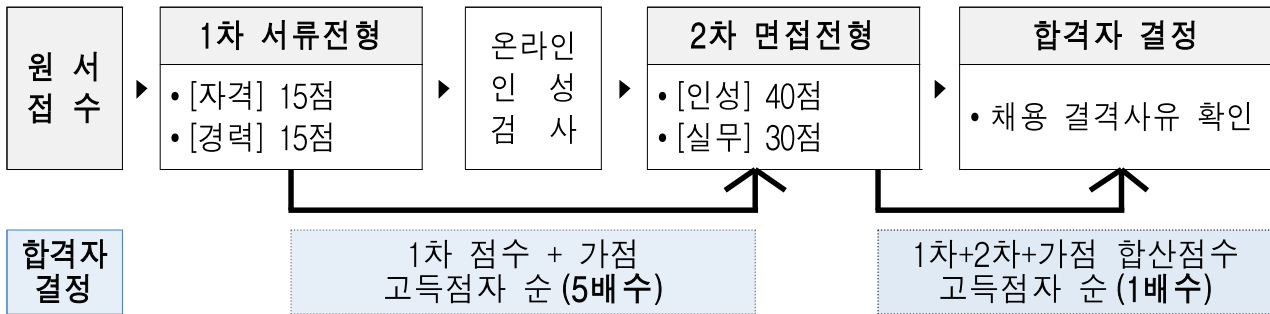 원 서
접 수
1차 서류전형
• [자격] 15점
• [경력] 15점
온라인
인 성
검 사
2차 면접전형
• [인성] 40점
• [실무] 30점
합격자 결정
• 채용 결격사유 확인
합격자
결정
1차 점수 + 가점
고득점자 순 (5배수)
1차+2차+가점 합산점수
고득점자 순 (1배수)